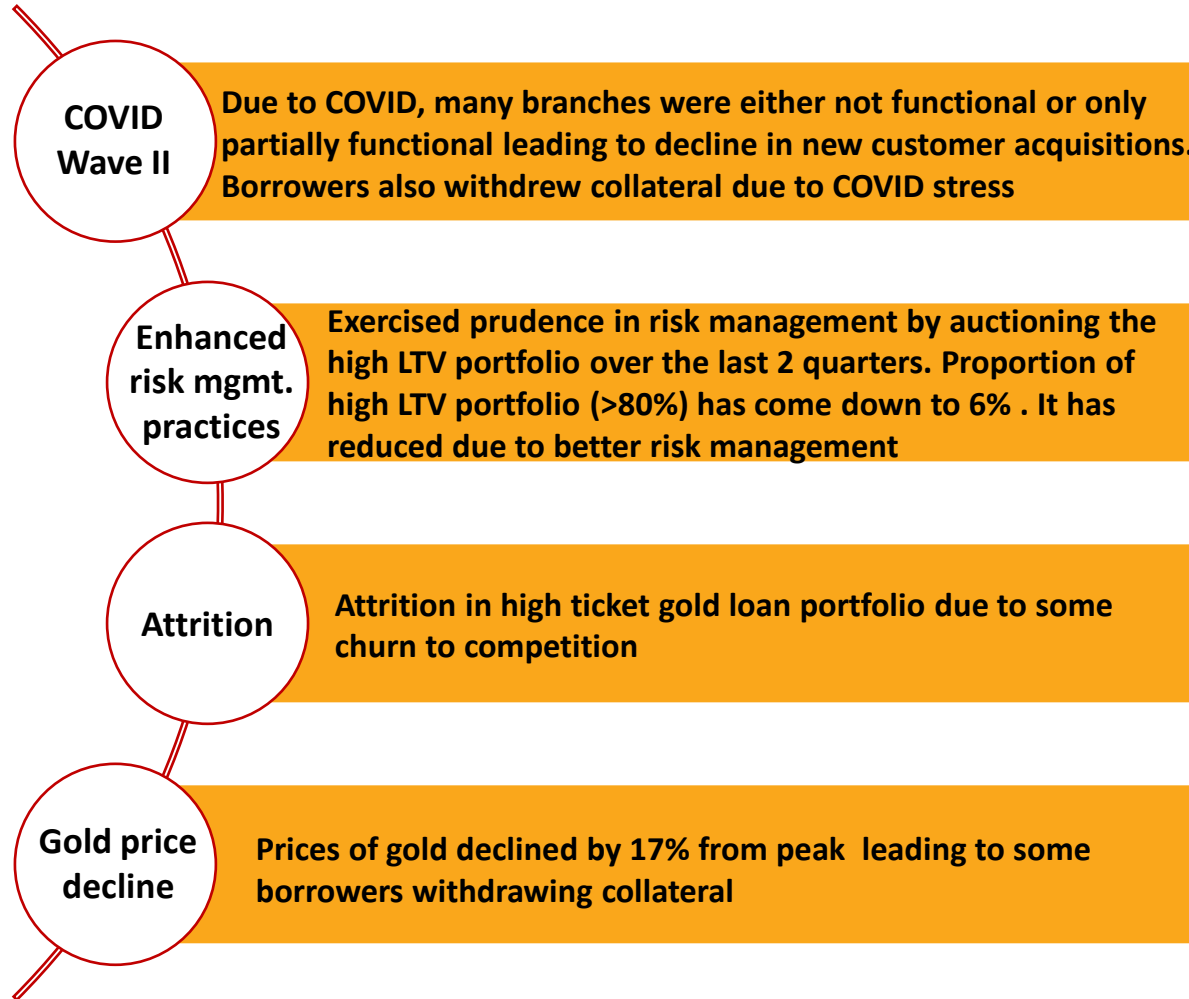 COVID
Wave II
Due to COVID, many branches were either not functional or only
partially functional leading to decline in new customer acquisitions.
Borrowers also withdrew collateral due to COVID stress
Enhanced
risk mgmt.
practices
Exercised prudence in risk management by auctioning the
high LTV portfolio over the last 2 quarters. Proportion of
high LTV portfolio (>80%) has come down to 6% . It has
reduced due to better risk management
Attrition
Attrition in high ticket gold loan portfolio due to some
churn to competition
Gold price
decline
Prices of gold declined by 17% from peak  leading to some
borrowers withdrawing collateral